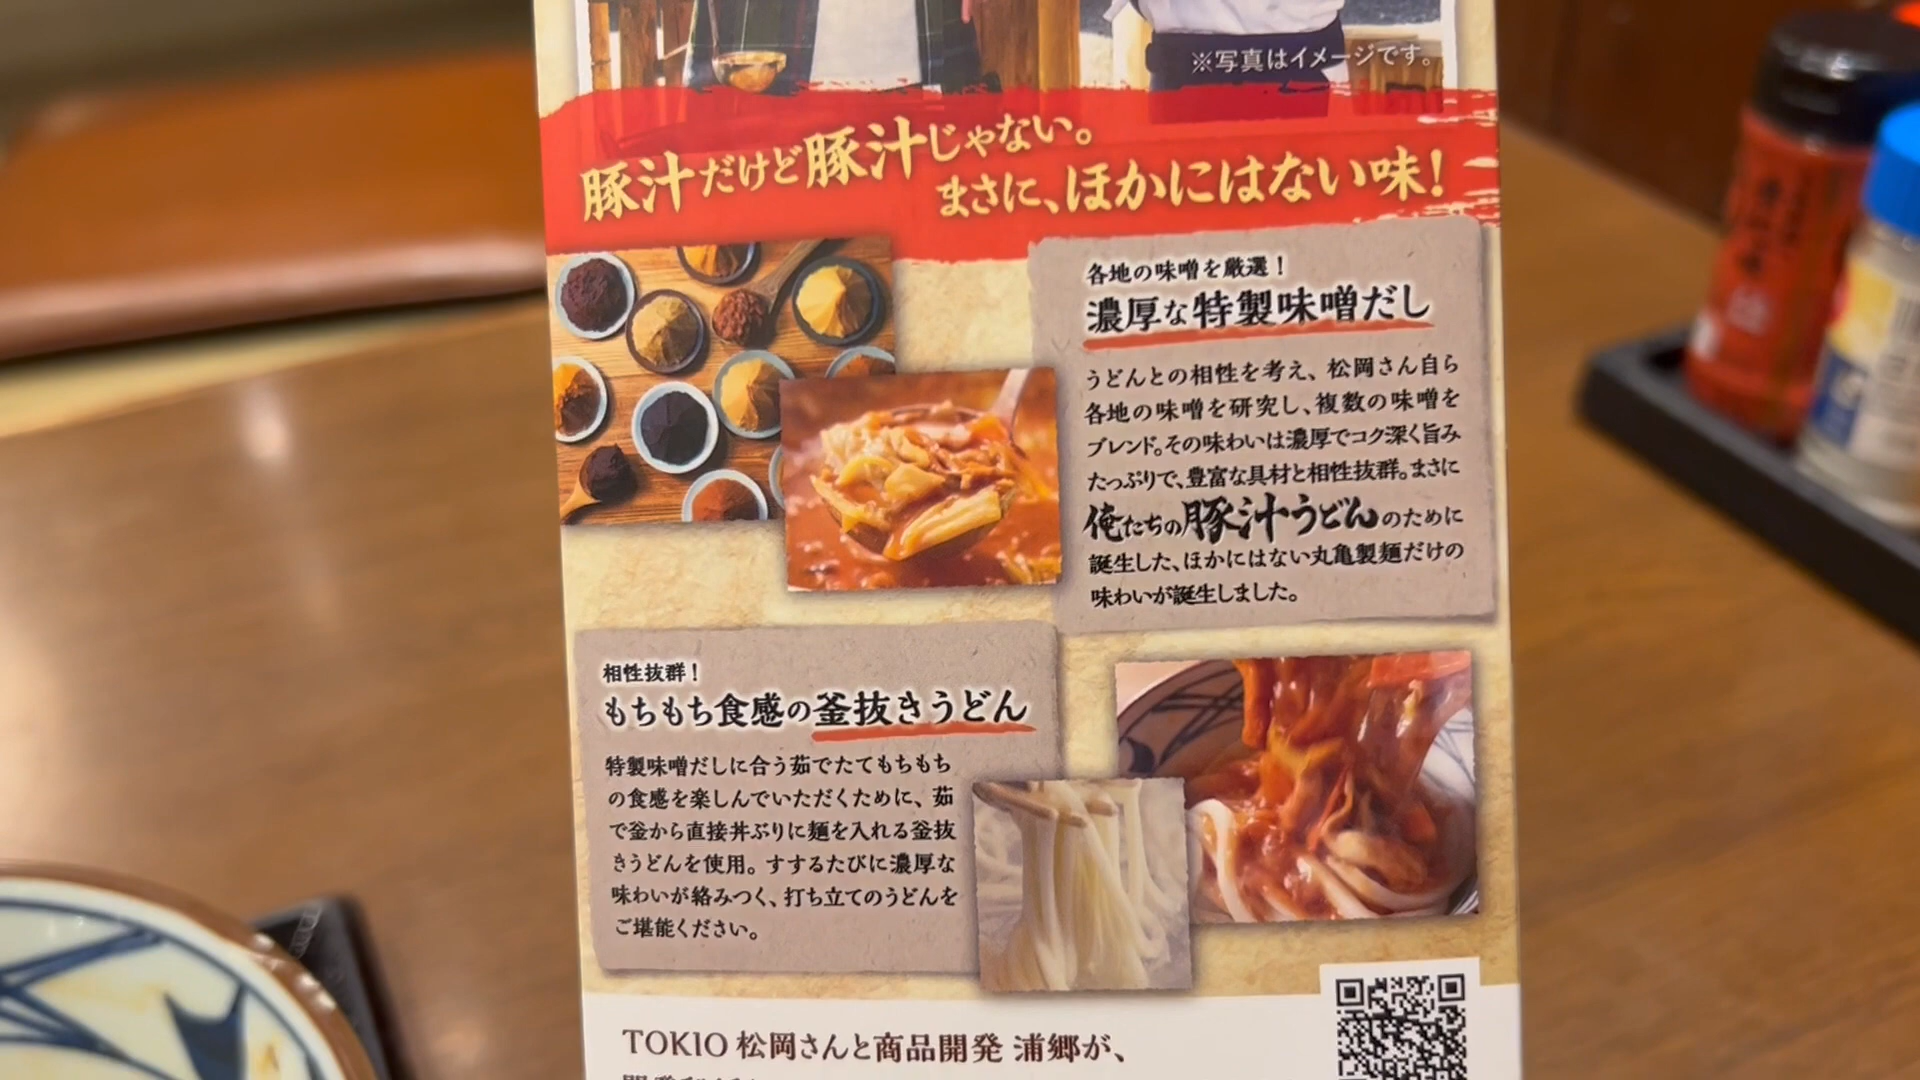 ※写真はイメージです。
豚汁だけど豚汁じゃない。
まさに、ほかにはない味!
各地の味噌を厳選!
濃厚な特製味噌だし
うどんとの相性を考え、松岡さん自ら
各地の味噌を研究し、複数の味噌を
ブレンド。その味わいは濃厚でコク深く旨み
たっぷりで、豊富な具材と相性抜群。まさに
俺たちの豚汁うどんのために
誕生した、ほかにはない丸亀製麺だけの
味わいが誕生しました。
相性抜群!
もちもち食感の釜抜きうどん
特製味噌だしに合う茹でたてもちもち
の食感を楽しんでいただくために、茹
で釜から直接丼ぶりに麺を入れる釜抜
きうどんを使用。すするたびに濃厚な
味わいが絡みつく、打ち立てのうどんを
ご堪能ください。
TOKIO 松岡さんと商品開発 浦郷が、